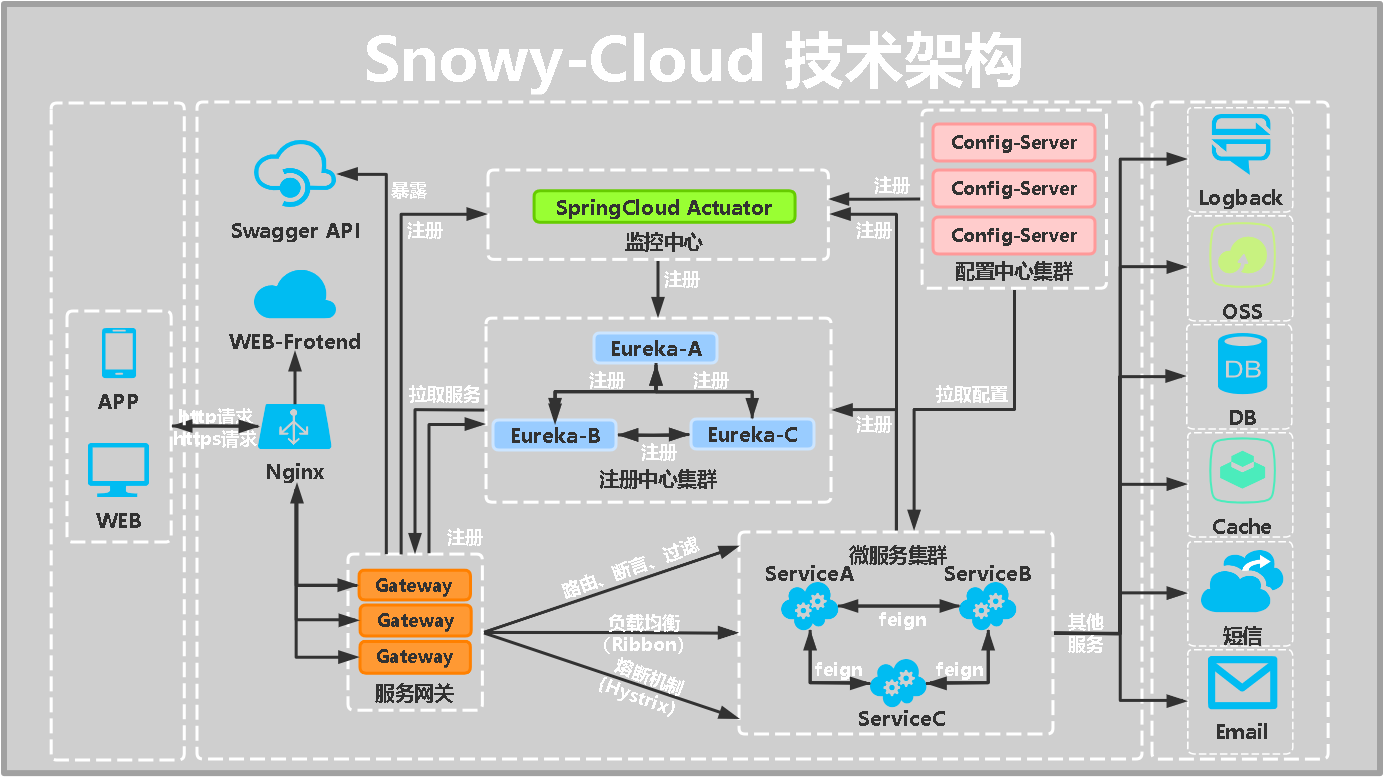 Snowy-Cloud 技术架构
APP
WEB
http请求
https请求
Swagger API
WEB-Frotend
Nginx
暴露
注册
SpringCloud Actuator
监控中心
注册
注册
注册
Config-Server
Config-Server
Config-Server
配置中心集群
Eureka-A
注册
注册
Eureka-B
Eureka-C
注册
注册中心集群
拉取服务
注册
注册
拉取配置
Gateway
Gateway
Gateway
服务网关
路由、断言、过滤
负载均衡
(Ribbon)
熔断机制
(Hystrix)
微服务集群
ServiceA
ServiceB
feign
feign
feign
ServiceC
其他
服务
Logback
OSS
DB
DB
Cache
短信
Email